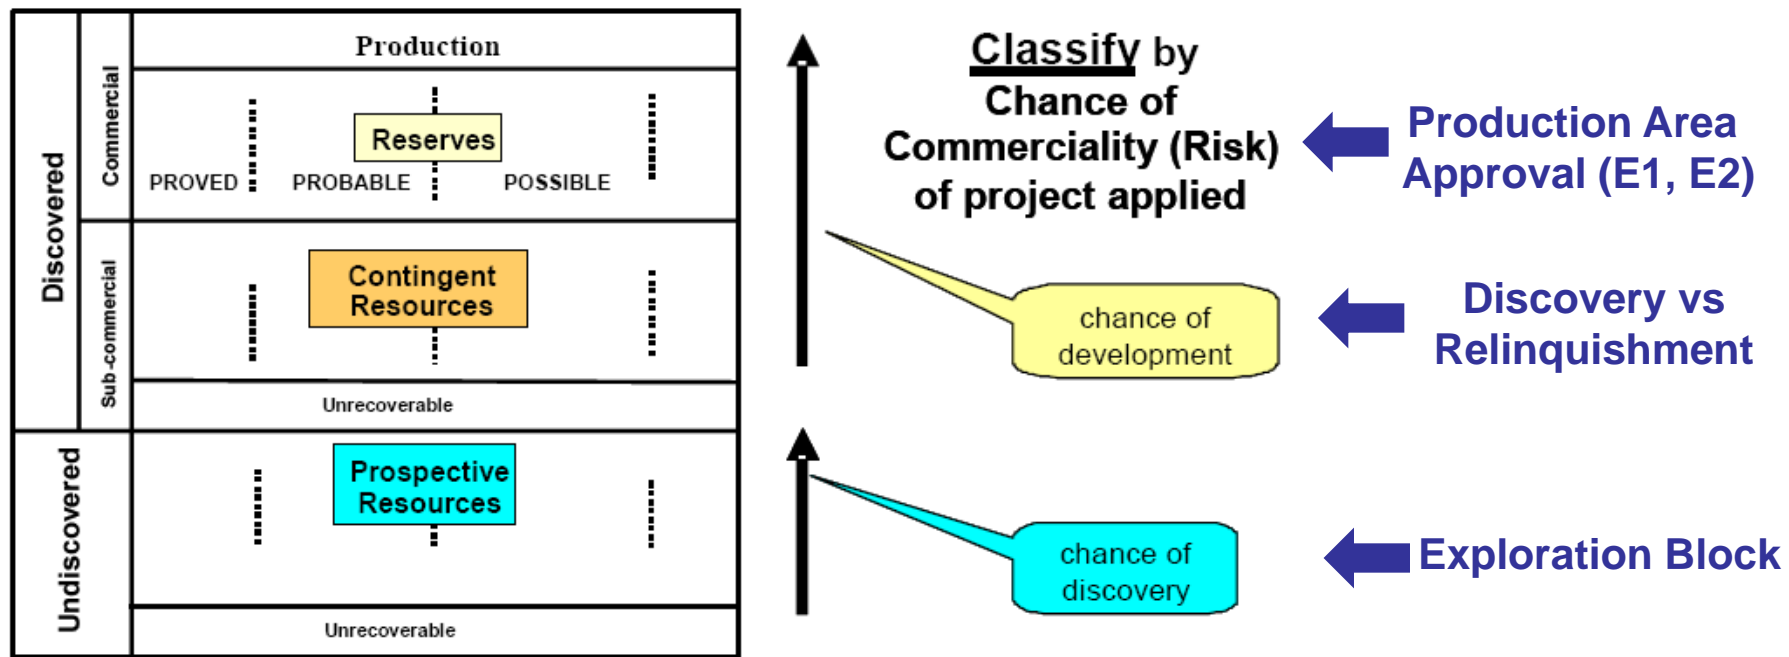 Production
Discovered
Commercial
Reserves
PROVED
PROBABLE
POSSIBLE
Sub-commercial
Contingent
Resources
Unrecoverable
Undiscovered
Prospective
Resources
Unrecoverable
Classify by
Chance of
Commerciality (Risk)
of project applied
chance of
development
chance of
discovery
Production Area
Approval (E1, E2)
Discovery vs
Relinquishment
Exploration Block